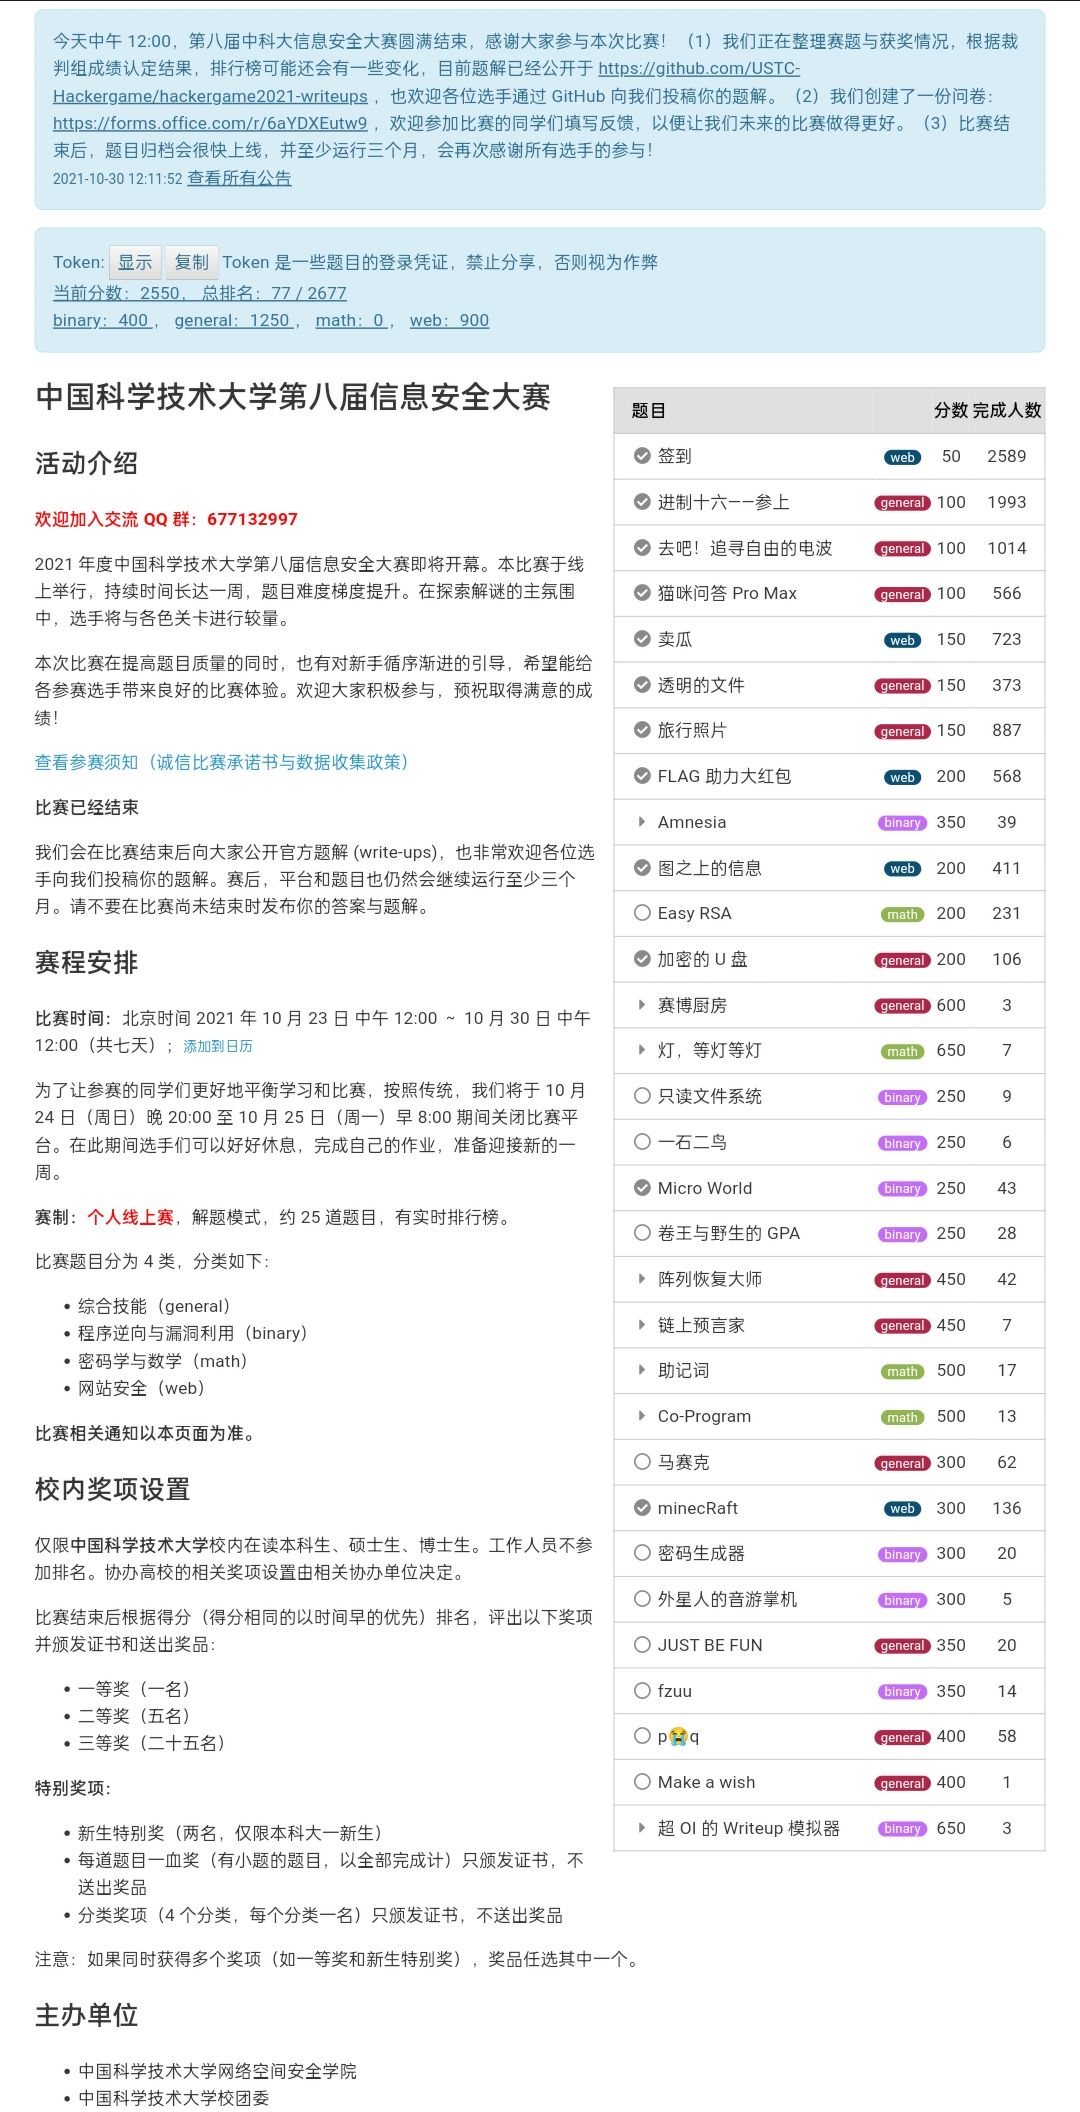 今天中午 12:00，第八届中科大信息安全大赛圆满结束，感谢大家参与本次比赛！（1）我们正在整理赛题与获奖情况，根据裁
判组成绩认定结果，排行榜可能还会有一些变化，目前题解已经公开于 https://github.com/USTC-
Hackergame/hackergame2021-writeups ，也欢迎各位选手通过 GitHub 向我们投稿你的题解。（2）我们创建了一份问卷：
https://forms.office.com/r/6aYDXEutw9 ，欢迎参加比赛的同学们填写反馈，以便让我们未来的比赛做得更好。（3）比赛结
束后，题目归档会很快上线，并至少运行三个月，会再次感谢所有选手的参与！
2021-10-30 12:11:52 查看所有公告
Token: 显示 复制 Token 是一些题目的登录凭证，禁止分享，否则视为作弊
当前分数：2550， 总排名：77 / 2677
binary：400 ， general：1250 ， math：0 ， web：900
中国科学技术大学第八届信息安全大赛
活动介绍
欢迎加入交流 QQ 群：677132997
2021 年度中国科学技术大学第八届信息安全大赛即将开幕。本比赛于线
上举行，持续时间长达一周，题目难度梯度提升。在探索解谜的主氛围
中，选手将与各色关卡进行较量。
本次比赛在提高题目质量的同时，也有对新手循序渐进的引导，希望能给
各参赛选手带来良好的比赛体验。欢迎大家积极参与，预祝取得满意的成
绩！
查看参赛须知（诚信比赛承诺书与数据收集政策）
比赛已经结束
我们会在比赛结束后向大家公开官方题解 (write-ups)，也非常欢迎各位选
手向我们投稿你的题解。赛后，平台和题目也仍然会继续运行至少三个
月。请不要在比赛尚未结束时发布你的答案与题解。
赛程安排
比赛时间：北京时间 2021 年 10 月 23 日 中午 12:00 ~ 10 月 30 日 中午
12:00（共七天）；添加到日历
为了让参赛的同学们更好地平衡学习和比赛，按照传统，我们将于 10 月
24 日（周日）晚 20:00 至 10 月 25 日（周一）早 8:00 期间关闭比赛平
台。在此期间选手们可以好好休息，完成自己的作业，准备迎接新的一
周。
赛制：个人线上赛，解题模式，约 25 道题目，有实时排行榜。
比赛题目分为 4 类，分类如下：
• 综合技能（general）
• 程序逆向与漏洞利用（binary）
• 密码学与数学（math）
• 网站安全（web）
比赛相关通知以本页面为准。
校内奖项设置
仅限中国科学技术大学校内在读本科生、硕士生、博士生。工作人员不参
加排名。协办高校的相关奖项设置由相关协办单位决定。
比赛结束后根据得分（得分相同的以时间早的优先）排名，评出以下奖项
并颁发证书和送出奖品：
• 一等奖（一名）
• 二等奖（五名）
• 三等奖（二十五名）
特别奖项：
• 新生特别奖（两名，仅限本科大一新生）
• 每道题目一血奖（有小题的题目，以全部完成计）只颁发证书，不
送出奖品
• 分类奖项（4 个分类，每个分类一名）只颁发证书，不送出奖品
注意：如果同时获得多个奖项（如一等奖和新生特别奖），奖品任选其中一个。
主办单位
• 中国科学技术大学网络空间安全学院
• 中国科学技术大学校团委
题目 分数 完成人数
签到 web 50 2589
进制十六——参上 general 100 1993
去吧！追寻自由的电波 general 100 1014
猫咪问答 Pro Max general 100 566
卖瓜 web 150 723
透明的文件 general 150 373
旅行照片 general 150 887
FLAG 助力大红包 web 200 568
Amnesia binary 350 39
图之上的信息 web 200 411
Easy RSA math 200 231
加密的 U 盘 general 200 106
赛博厨房 general 600 3
灯，等灯等灯 math 650 7
只读文件系统 binary 250 9
一石二鸟 binary 250 6
Micro World binary 250 43
卷王与野生的 GPA binary 250 28
阵列恢复大师 general 450 42
链上预言家 general 450 7
助记词 math 500 17
Co-Program math 500 13
马赛克 general 300 62
minecRaft web 300 136
密码生成器 binary 300 20
外星人的音游掌机 binary 300 5
JUST BE FUN general 350 20
fzuu binary 350 14
p😭q general 400 58
Make a wish general 400 1
超 OI 的 Writeup 模拟器 binary 650 3